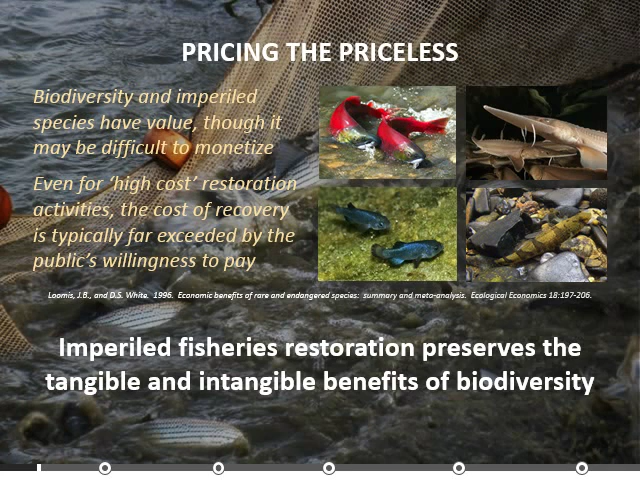 PRICING THE PRICELESS
Biodiversity and imperiled
species have value, though it
may be difficult to monetize
Even for ‘high cost’ restoration
activities, the cost of recovery
is typically far exceeded by the
public’s willingness to pay
Loomis, J.B., and D.S. White.  1996.  Economic benefits of rare and endangered species:  summary and meta-analysis.  Ecological Economics 18:197-206.
Imperiled fisheries restoration preserves the
tangible and intangible benefits of biodiversity